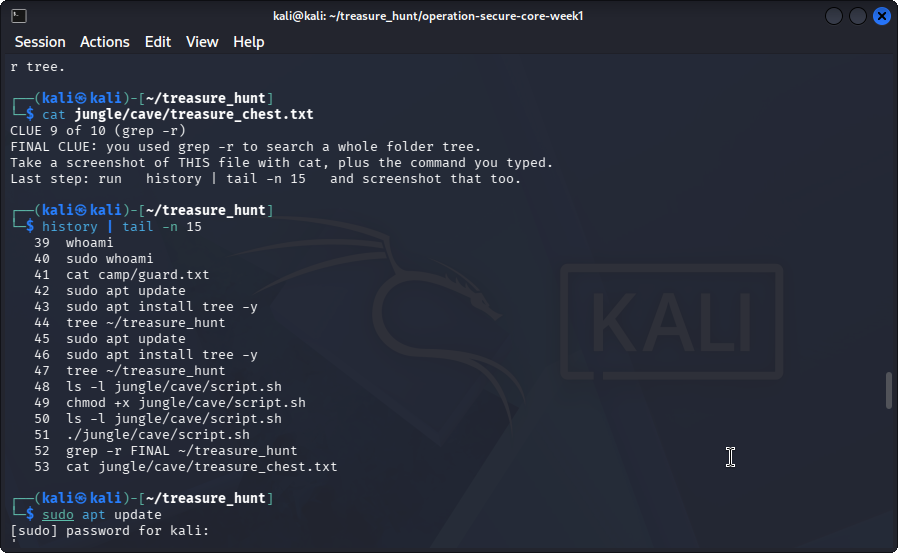 kali@kali: ~/treasure_hunt/operation-secure-core-week1
Session Actions Edit View Help
r tree.
┌──(kali㉿kali)-[~/treasure_hunt]
└─$ cat jungle/cave/treasure_chest.txt
CLUE 9 of 10 (grep -r)
FINAL CLUE: you used grep -r to search a whole folder tree.
Take a screenshot of THIS file with cat, plus the command you typed.
Last step: run   history | tail -n 15   and screenshot that too.
┌──(kali㉿kali)-[~/treasure_hunt]
└─$ history | tail -n 15
   39  whoami
   40  sudo whoami
   41  cat camp/guard.txt
   42  sudo apt update
   43  sudo apt install tree -y
   44  tree ~/treasure_hunt
   45  sudo apt update
   46  sudo apt install tree -y
   47  tree ~/treasure_hunt
   48  ls -l jungle/cave/script.sh
   49  chmod +x jungle/cave/script.sh
   50  ls -l jungle/cave/script.sh
   51  ./jungle/cave/script.sh
   52  grep -r FINAL ~/treasure_hunt
   53  cat jungle/cave/treasure_chest.txt
KALI
┌──(kali㉿kali)-[~/treasure_hunt]
└─$ sudo apt update
[sudo] password for kali: